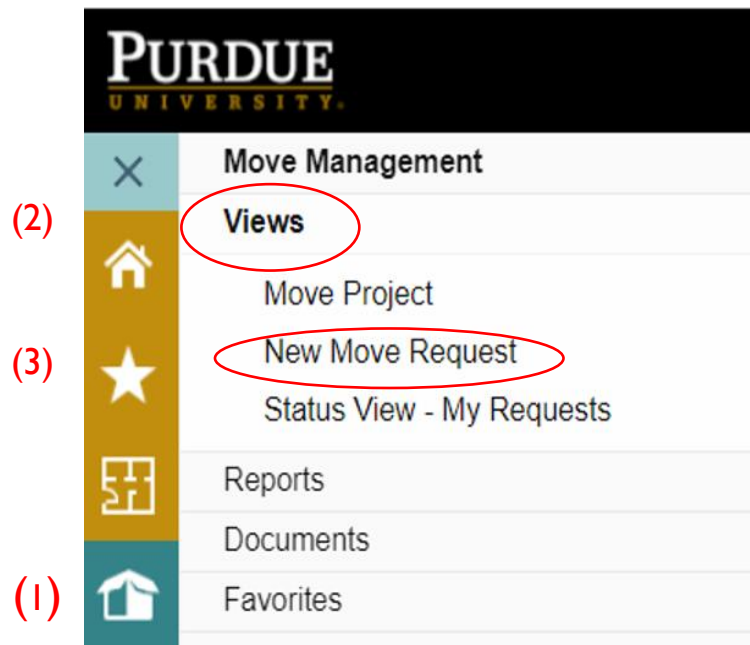 PURDUE
UNIVERSITY.
Move Management
(2) Views
Move Project
(3) New Move Request
Status View - My Requests
Reports
Documents
(1) Favorites